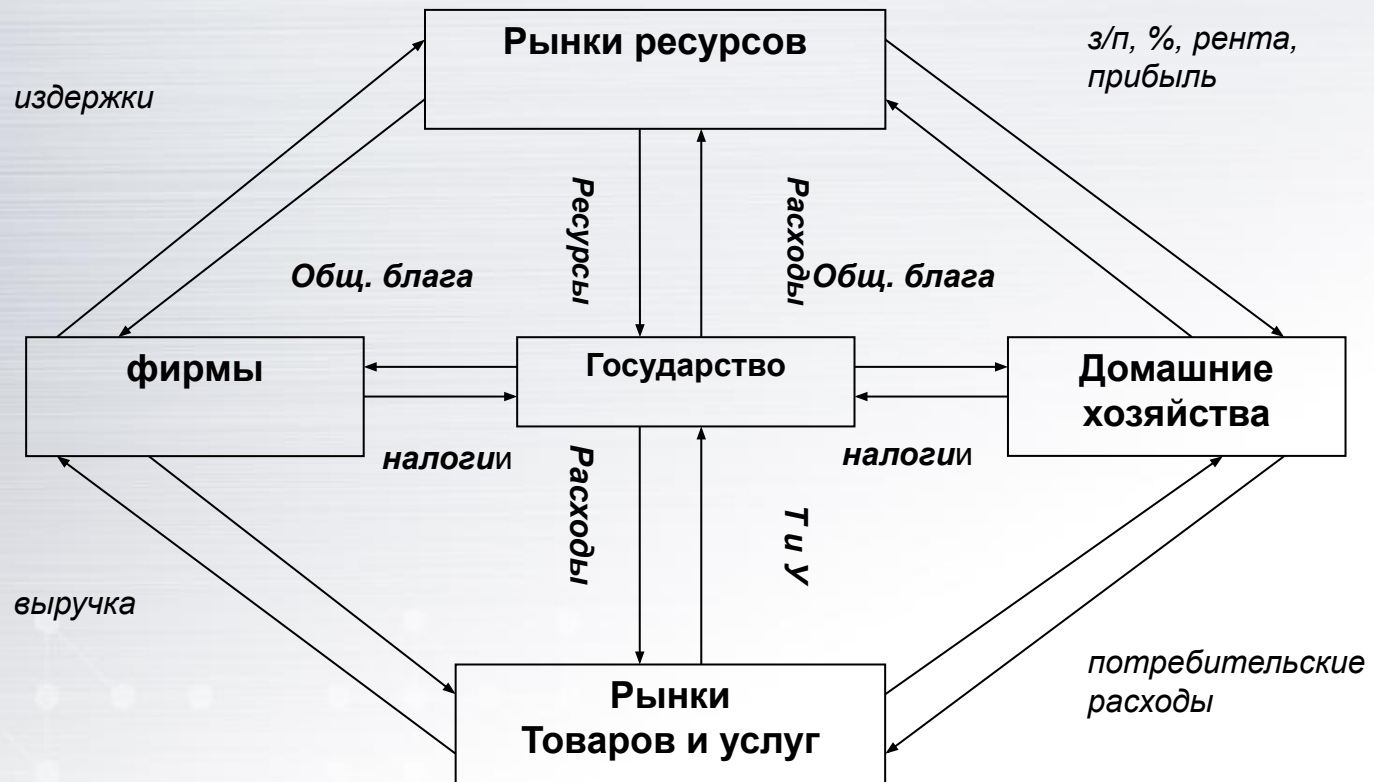 Рынки ресурсов
з/п, %, рента,
прибыль
издержки
Ресурсы
Расходы
Общ. блага
Общ. блага
фирмы
Государство
Домашние
хозяйства
налогии
налогии
Расходы
Т и У
выручка
потребительские
расходы
Рынки
Товаров и услуг